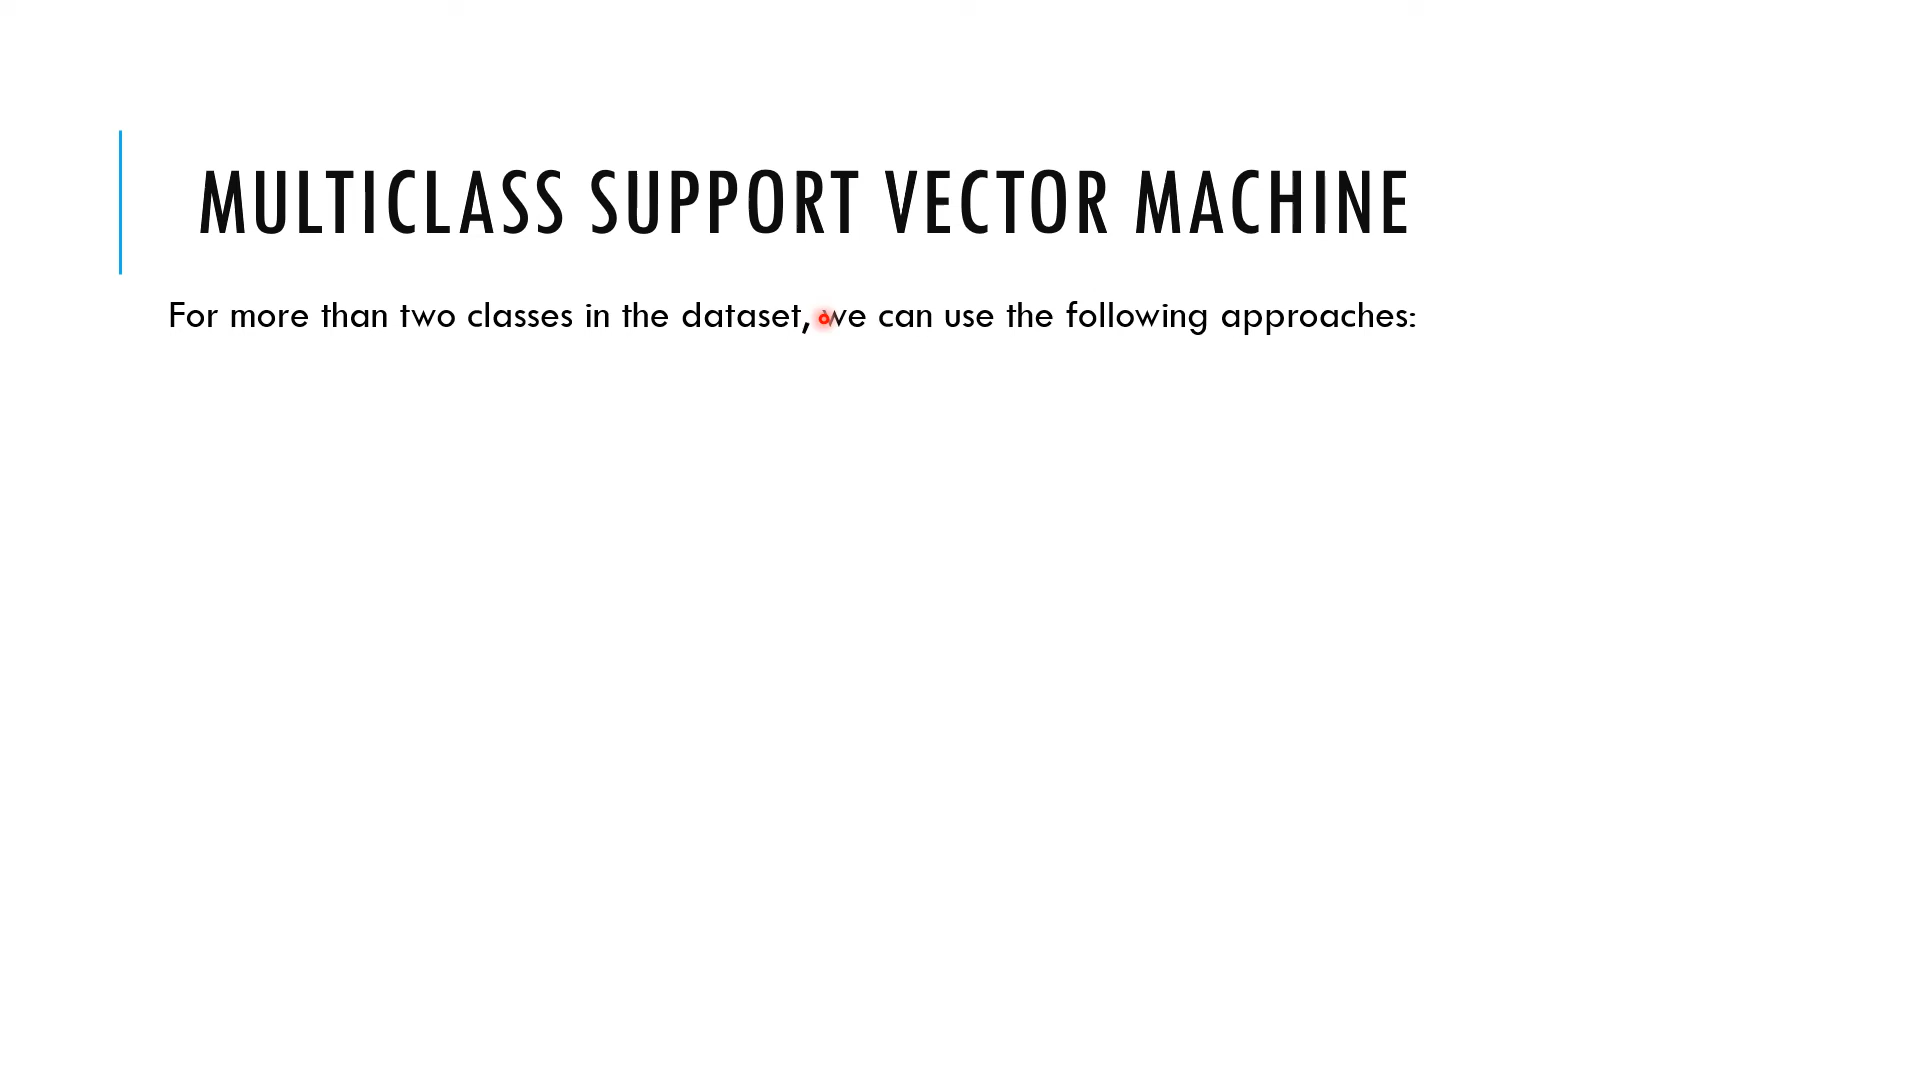 MULTICLASS SUPPORT VECTOR MACHINE
For more than two classes in the dataset, we can use the following approaches: